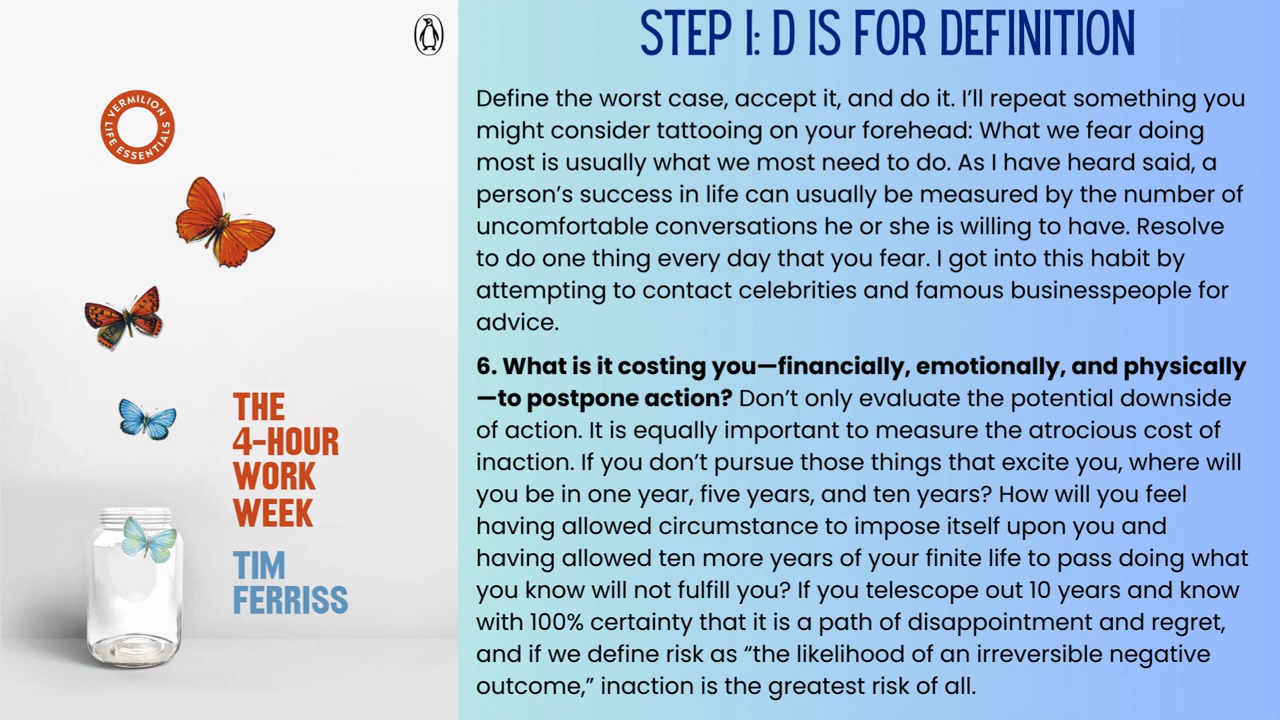 VERMILION
LIFE ESSENTIALS
THE
4-HOUR
WORK
WEEK
TIM
FERRISS
STEP 1: D IS FOR DEFINITION
Define the worst case, accept it, and do it. I’ll repeat something you
might consider tattooing on your forehead: What we fear doing
most is usually what we most need to do. As I have heard said, a
person’s success in life can usually be measured by the number of
uncomfortable conversations he or she is willing to have. Resolve
to do one thing every day that you fear. I got into this habit by
attempting to contact celebrities and famous businesspeople for
advice.
6. What is it costing you—financially, emotionally, and physically
—to postpone action? Don’t only evaluate the potential downside
of action. It is equally important to measure the atrocious cost of
inaction. If you don’t pursue those things that excite you, where will
you be in one year, five years, and ten years? How will you feel
having allowed circumstance to impose itself upon you and
having allowed ten more years of your finite life to pass doing what
you know will not fulfill you? If you telescope out 10 years and know
with 100% certainty that it is a path of disappointment and regret,
and if we define risk as “the likelihood of an irreversible negative
outcome,” inaction is the greatest risk of all.